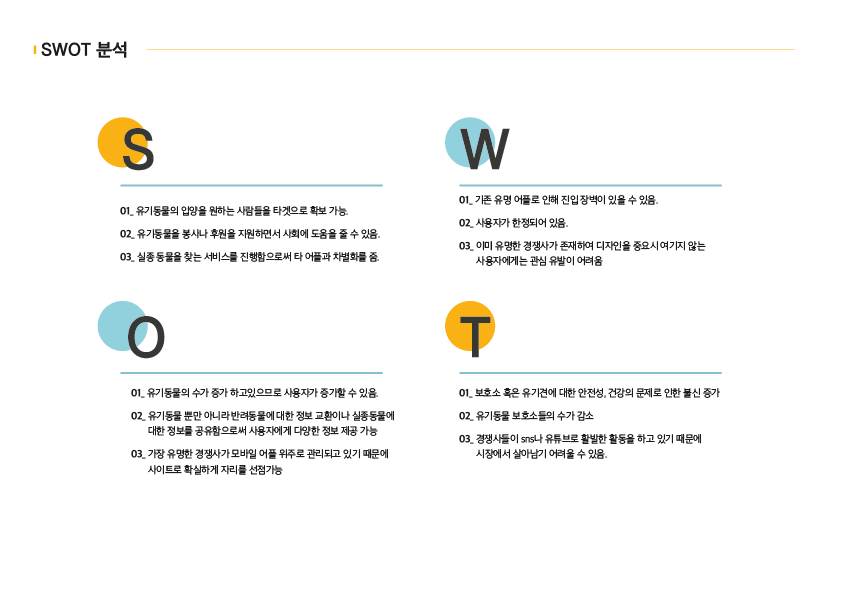 SWOT 분석
S
01_ 유기동물의 입양을 원하는 사람들을 타겟으로 확보 가능.
02_ 유기동물을 봉사나 후원을 지원하면서 사회에 도움을 줄 수 있음.
03_ 실종 동물을 찾는 서비스를 진행함으로써 타 어플과 차별화를 둠.
W
01_ 기존 유명 어플로 인해 진입 장벽이 있을 수 있음.
02_ 사용자가 한정되어 있음.
03_ 이미 유명한 경쟁사가 존재하여 디자인을 중요시 여기지 않는
사용자에게는 관심 유발이 어려움
O
01_ 유기동물의 수가 증가 하고있으므로 사용자가 증가할 수 있음.
02_ 유기동물 뿐만 아니라 반려동물에 대한 정보 교환이나 실종동물에
대한 정보를 공유함으로써 사용자에게 다양한 정보 제공 가능
03_ 가장 유명한 경쟁사가 모바일 어플 위주로 관리되고 있기 때문에
사이트로 확실하게 자리를 선점가능
T
01_ 보호소 혹은 유기견에 대한 안전성, 건강의 문제로 인한 불신 증가
02_ 유기동물 보호소들의 수가 감소
03_ 경쟁사들이 sns나 유튜브로 활발한 활동을 하고 있기 때문에
시장에서 살아남기 어려울 수 있음.